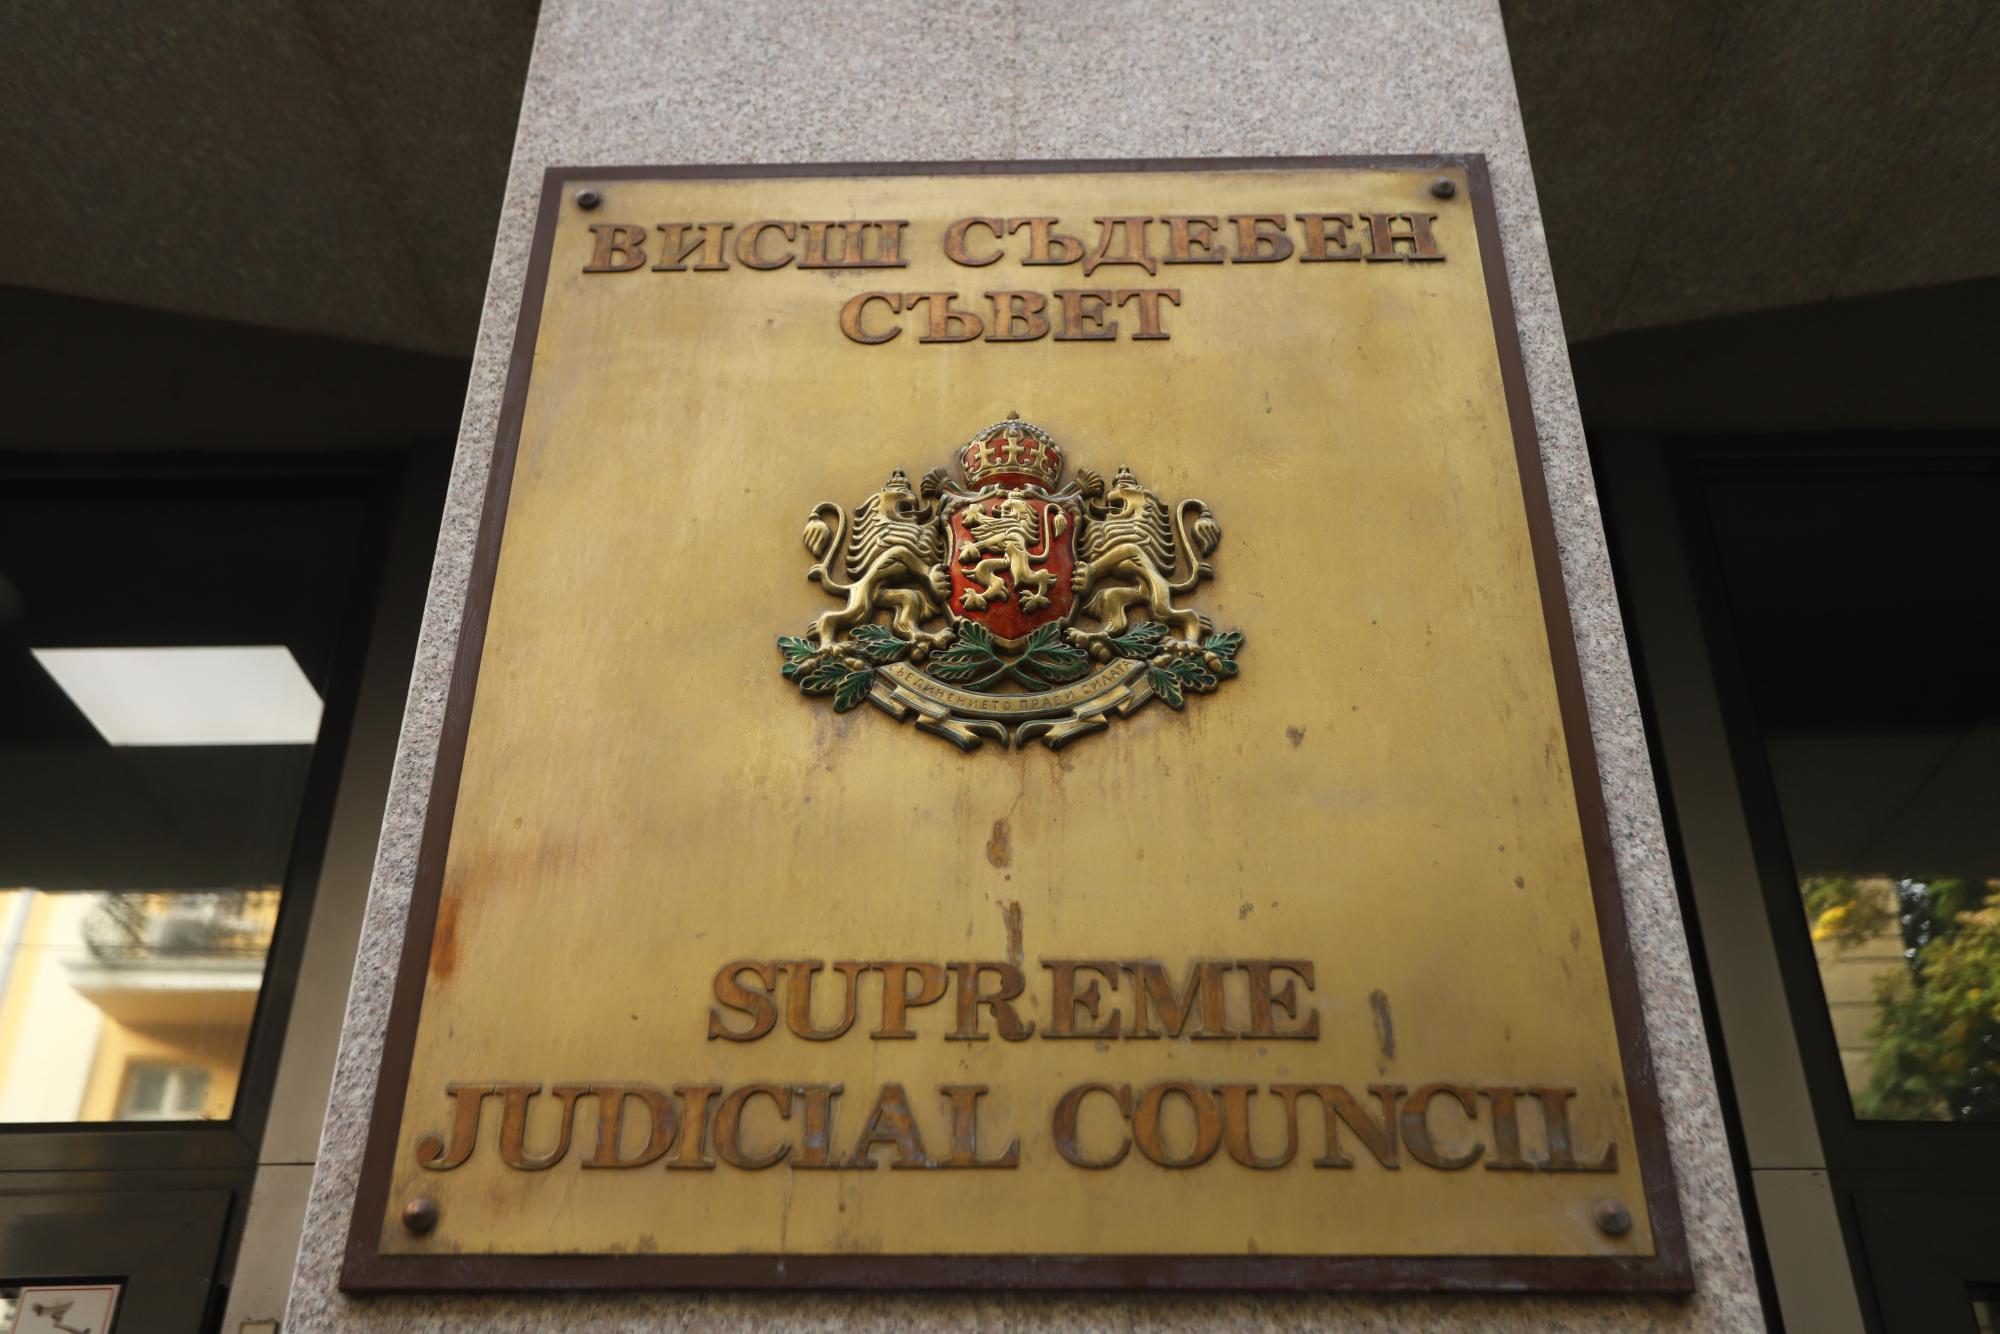 ВИСШ СЪДЕБЕН
СЪВЕТ
СЪЕДИНЕНИЕТО ПРАВИ СИЛАТА
SUPREME
JUDICIAL COUNCIL